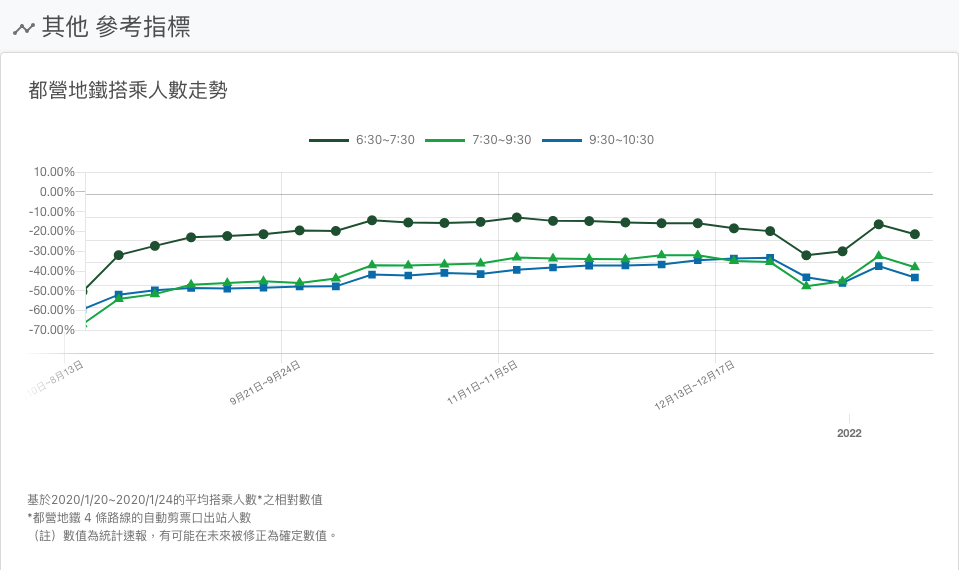 其他 參考指標
都營地鐵搭乘人數走勢
6:30~7:30 7:30~9:30 9:30~10:30
10.00%
0.00%
-10.00%
-20.00%
-30.00%
-40.00%
-50.00%
-60.00%
-70.00%
10日~8月13日 9月21日~9月24日 11月1日~11月5日 12月13日~12月17日
2022
基於2020/1/20~2020/1/24的平均搭乘人數*之相對數值
*都營地鐵 4 條路線的自動剪票口出站人數
（註）數值為統計速報，有可能在未來被修正為確定數值。